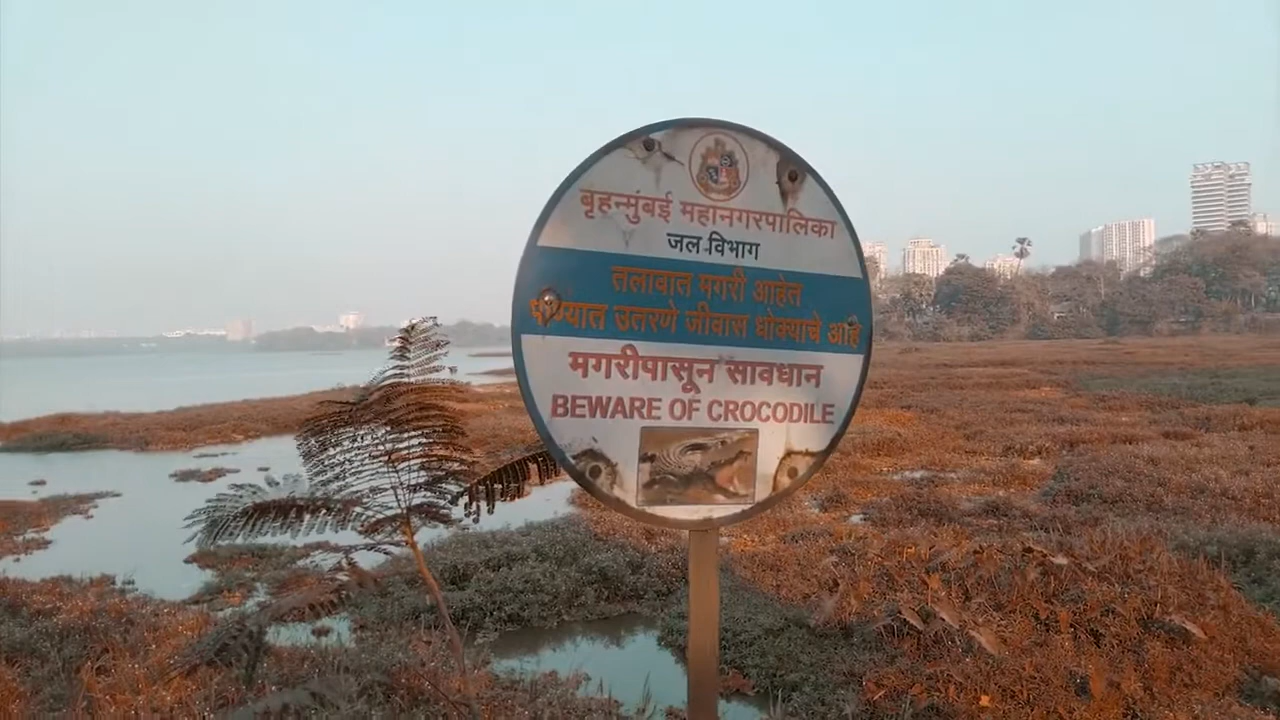 बृहन्मुंबई महानगरपालिका
जल विभाग
तलावात मगरी आहेत
पाण्यात उतरणे जीवास धोक्याचे आहे
मगरीपासून सावधान
BEWARE OF CROCODILE